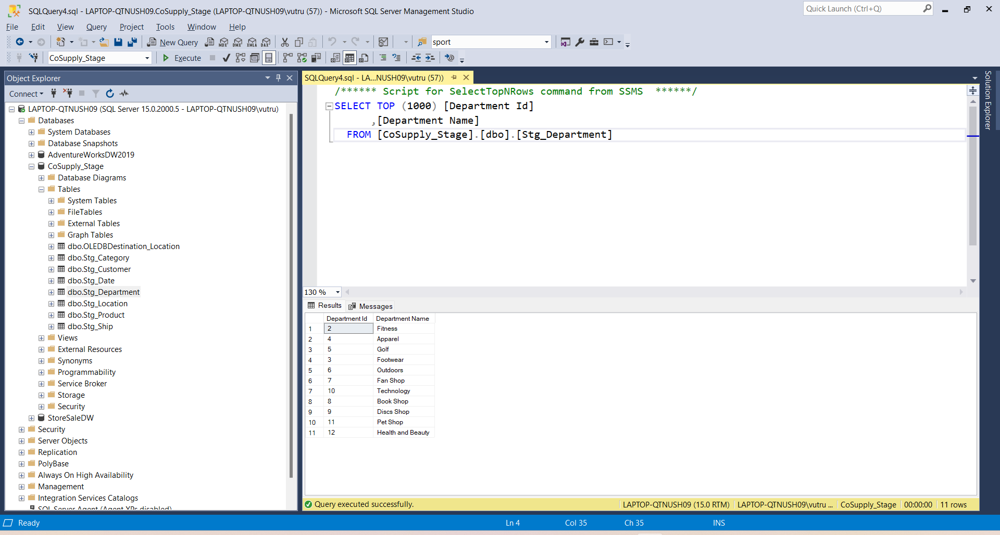 SQLQuery4.sql - LAPTOP-QTNUSH09.CoSupply_Stage (LAPTOP-QTNUSH09\vutru (57)) - Microsoft SQL Server Management Studio
Quick Launch (Ctrl+Q)
File Edit View Query Project Tools Window Help
New Query MDX DMX XMLA DAX sport
CoSupply_Stage Execute
Object Explorer
Connect
LAPTOP-QTNUSH09 (SQL Server 15.0.2000.5 - LAPTOP-QTNUSH09\vutru)
Databases
System Databases
Database Snapshots
AdventureWorksDW2019
CoSupply_Stage
Database Diagrams
Tables
System Tables
FileTables
External Tables
Graph Tables
dbo.OLEDBDestination_Location
dbo.Stg_Category
dbo.Stg_Customer
dbo.Stg_Date
dbo.Stg_Department
dbo.Stg_Location
dbo.Stg_Product
dbo.Stg_Ship
Views
External Resources
Synonyms
Programmability
Service Broker
Storage
Security
StoreSaleDW
Security
Server Objects
Replication
PolyBase
Always On High Availability
Management
Integration Services Catalogs
SQL Server Agent (Agent XPs disabled)
SQLQuery4.sql - LA...NUSH09\vutru (57))
/****** Script for SelectTopNRows command from SSMS  ******/
SELECT TOP (1000) [Department Id]
,[Department Name]
FROM [CoSupply_Stage].[dbo].[Stg_Department]
130 %
Results Messages
Department Id Department Name
1 2 Fitness
2 4 Apparel
3 5 Golf
4 3 Footwear
5 6 Outdoors
6 7 Fan Shop
7 10 Technology
8 8 Book Shop
9 9 Discs Shop
10 11 Pet Shop
11 12 Health and Beauty
Query executed successfully. LAPTOP-QTNUSH09 (15.0 RTM) LAPTOP-QTNUSH09\vutru ... CoSupply_Stage 00:00:00 11 rows
Solution Explorer
Ready Ln 4 Col 35 Ch 35 INS